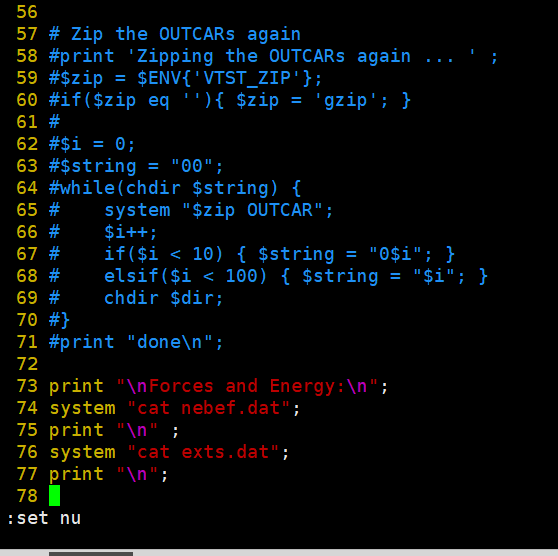 56
57 # Zip the OUTCARs again
58 #print 'Zipping the OUTCARs again ... ' ;
59 #$zip = $ENV{'VTST_ZIP'};
60 #if($zip eq ''){ $zip = 'gzip'; }
61 #
62 #$i = 0;
63 #$string = "00";
64 #while(chdir $string) {
65 #    system "$zip OUTCAR";
66 #    $i++;
67 #    if($i < 10) { $string = "0$i"; }
68 #    elsif($i < 100) { $string = "$i"; }
69 #    chdir $dir;
70 #}
71 #print "done\n";
72
73 print "\nForces and Energy:\n";
74 system "cat nebef.dat";
75 print "\n" ;
76 system "cat exts.dat";
77 print "\n";
78
:set nu